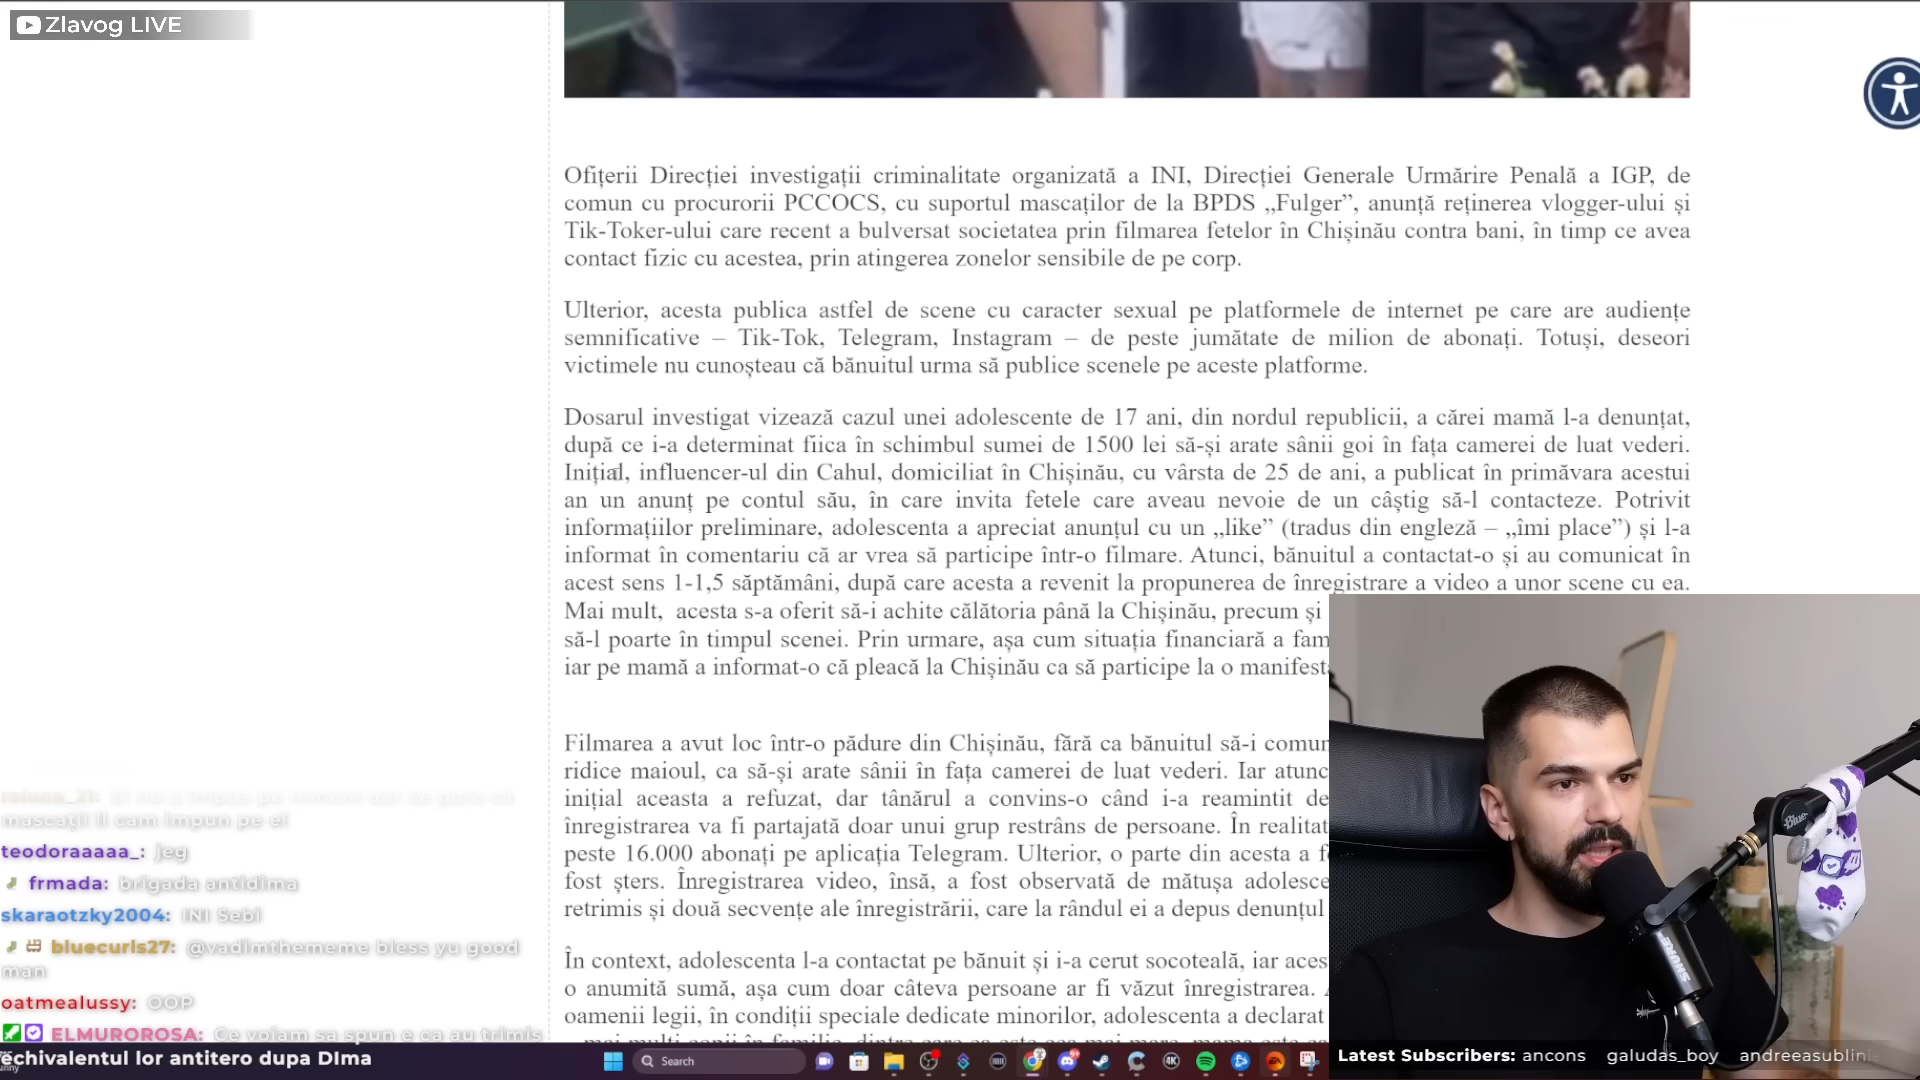 Zlavog LIVE
Ofițerii Direcției investigații criminalitate organizată a INI, Direcției Generale Urmărire Penală a IGP, de
comun cu procurorii PCCOCS, cu suportul mascaților de la BPDS „Fulger”, anunță reținerea vlogger-ului și
Tik-Toker-ului care recent a bulversat societatea prin filmarea fetelor în Chișinău contra bani, în timp ce avea
contact fizic cu acestea, prin atingerea zonelor sensibile de pe corp.
Ulterior, acesta publica astfel de scene cu caracter sexual pe platformele de internet pe care are audiențe
semnificative – Tik-Tok, Telegram, Instagram – de peste jumătate de milion de abonați. Totuși, deseori
victimele nu cunoșteau că bănuitul urma să publice scenele pe aceste platforme.
Dosarul investigat vizează cazul unei adolescente de 17 ani, din nordul republicii, a cărei mamă l-a denunțat,
după ce i-a determinat fiica în schimbul sumei de 1500 lei să-și arate sânii goi în fața camerei de luat vederi.
Inițial, influencer-ul din Cahul, domiciliat în Chișinău, cu vârsta de 25 de ani, a publicat în primăvara acestui
an un anunț pe contul său, în care invita fetele care aveau nevoie de un câștig să-l contacteze. Potrivit
informațiilor preliminare, adolescenta a apreciat anunțul cu un „like” (tradus din engleză – „îmi place”) și l-a
informat în comentariu că ar vrea să participe într-o filmare. Atunci, bănuitul a contactat-o și au comunicat în
acest sens 1-1,5 săptămâni, după care acesta a revenit la propunerea de înregistrare a video a unor scene cu ea.
Mai mult, acesta s-a oferit să-i achite călătoria până la Chișinău, precum și
să-l poarte în timpul scenei. Prin urmare, așa cum situația financiară a fam
iar pe mamă a informat-o că pleacă la Chișinău ca să participe la o manifest
Filmarea a avut loc într-o pădure din Chișinău, fără ca bănuitul să-i comun
ridice maioul, ca să-și arate sânii în fața camerei de luat vederi. Iar atunc
inițial aceasta a refuzat, dar tânărul a convins-o când i-a reamintit de
înregistrarea va fi partajată doar unui grup restrâns de persoane. În realitat
peste 16.000 abonați pe aplicația Telegram. Ulterior, o parte din acesta a f
fost șters. Înregistrarea video, însă, a fost observată de mătușa adolesce
retrimis și două secvențe ale înregistrării, care la rândul ei a depus denunțul
În context, adolescenta l-a contactat pe bănuit și i-a cerut socoteală, iar aces
o anumită sumă, așa cum doar câteva persoane ar fi văzut înregistrarea.
oamenii legii, în condiții speciale dedicate minorilor, adolescenta a declarat
mascații îi cam impun pe ei
teodoraaaaa_: jeg
frmada: brigada antidima
skaraotzky2004: INI Sebi
bluecurls27: @vadimthememe bless yu good
man
oatmealussy: OOP
ELMUROROSA: Ce voiam sa spun e ca au trimis
echivalentul lor antitero dupa DIma
Search
Blue
SHURE
Latest Subscribers: ancons galudas_boy andreeasublini